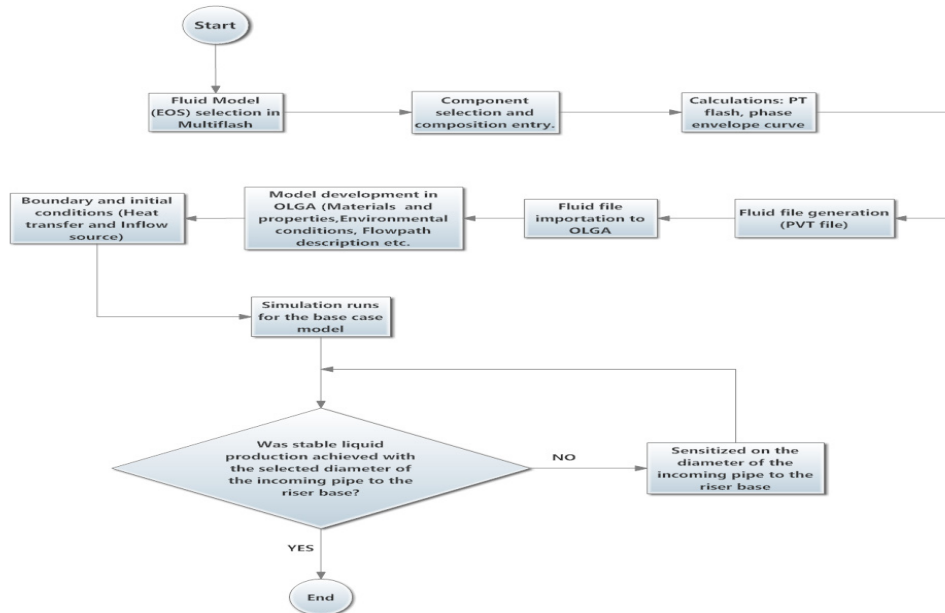 Start
Fluid Model
(EOS) selection in
Multiflash
Component
selection and
composition entry.
Calculations: PT
flash, phase
envelope curve
Fluid file generation
(PVT file)
Fluid file
importation to
OLGA
Model development in
OLGA (Materials and
properties,Environmental
conditions, Flowpath
description etc.
Boundary and initial
conditions (Heat
transfer and Inflow
source)
Simulation runs
for the base case
model
Was stable liquid
production achieved with
the selected diameter of
the incoming pipe to the
riser base?
NO
Sensitized on the
diameter of the
incoming pipe to the
riser base
YES
End